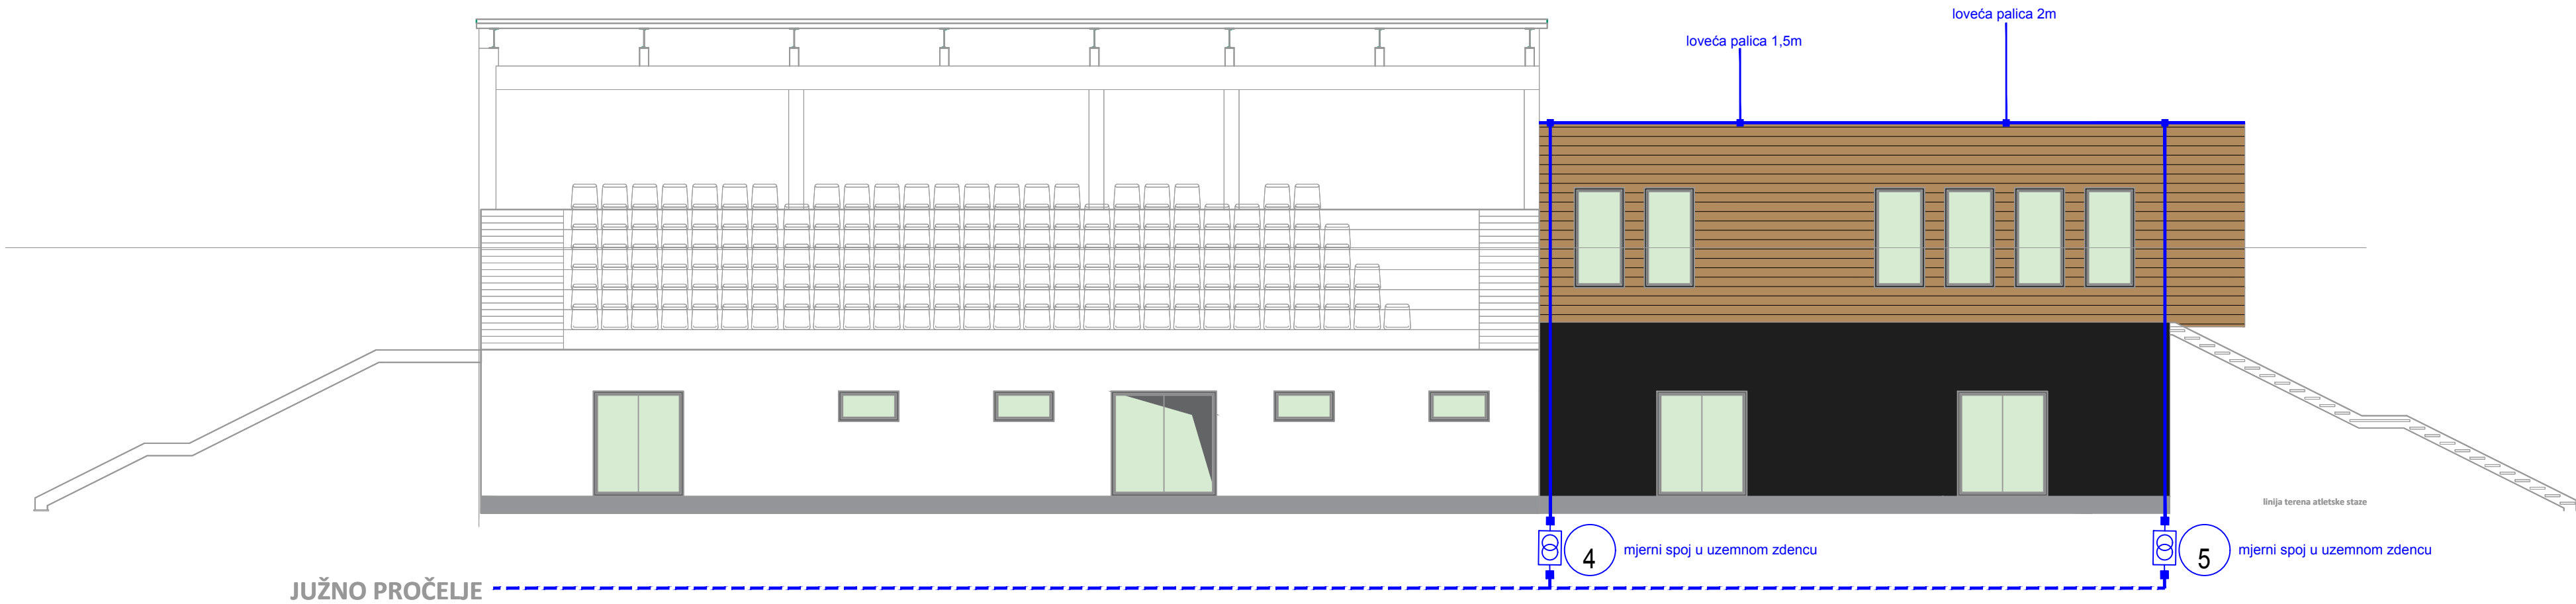 loveća palica 2m
loveća palica 1,5m
linija terena atletske staze
4 mjerni spoj u uzemnom zdencu
5 mjerni spoj u uzemnom zdencu
JUŽNO PROČELJE